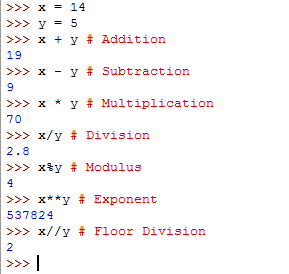 >>> x = 14
>>> y = 5
>>> x + y # Addition
19
>>> x - y # Subtraction
9
>>> x * y # Multiplication
70
>>> x/y # Division
2.8
>>> x%y # Modulus
4
>>> x**y # Exponent
537824
>>> x//y # Floor Division
2
>>>